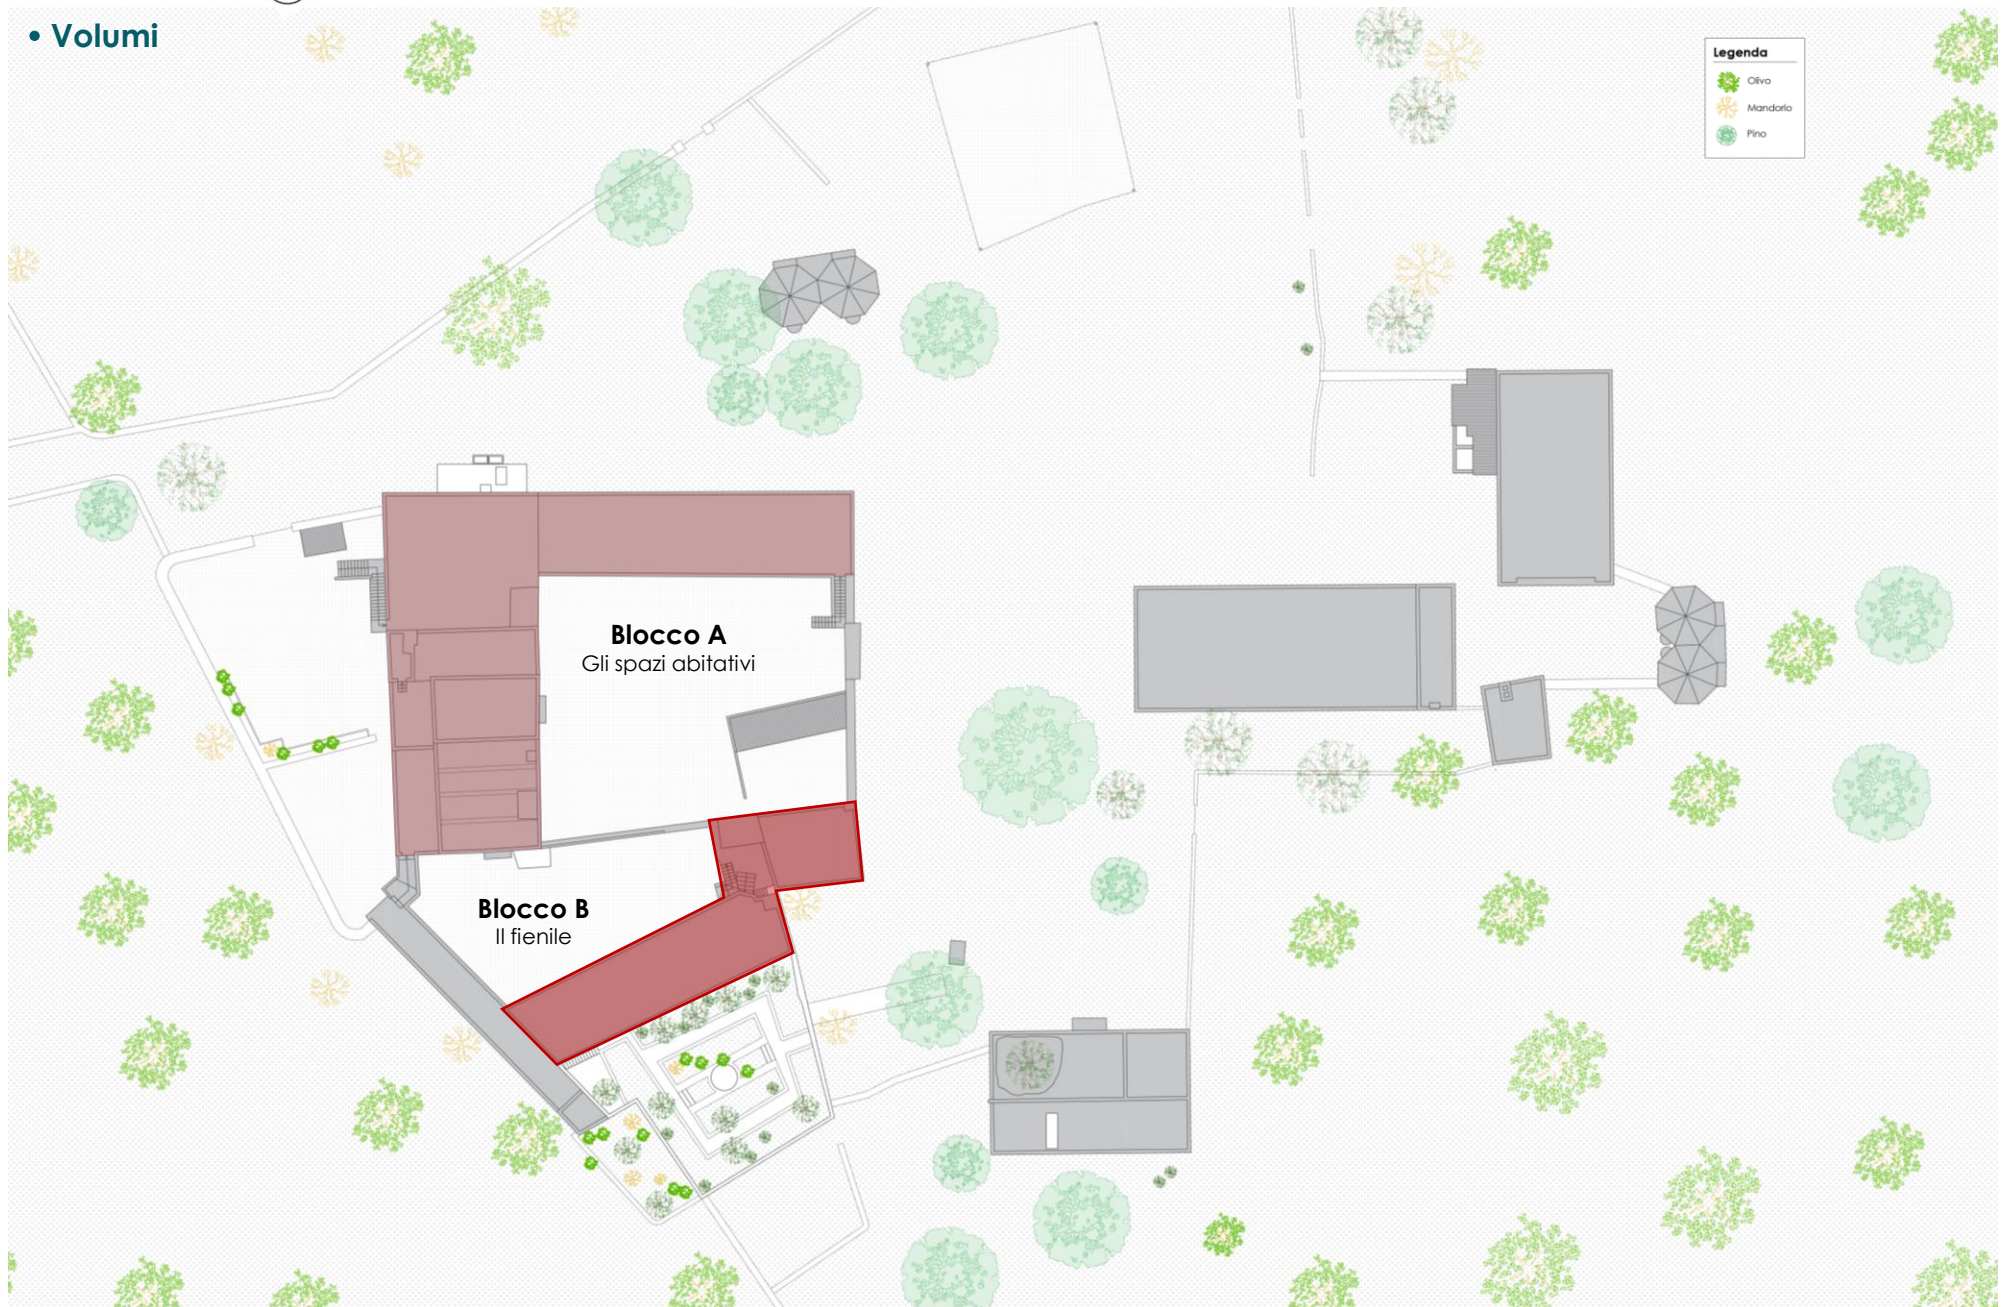 • Volumi
Legenda
Olivo
Mandorlo
Pino
Blocco A
Gli spazi abitativi
Blocco B
Il fienile